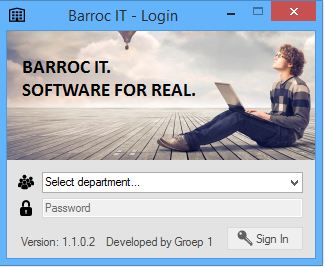 Barroc IT - Login
BARROC IT.
SOFTWARE FOR REAL.
Select department...
Password
Version: 1.1.0.2 Developed by Groep 1 Sign In